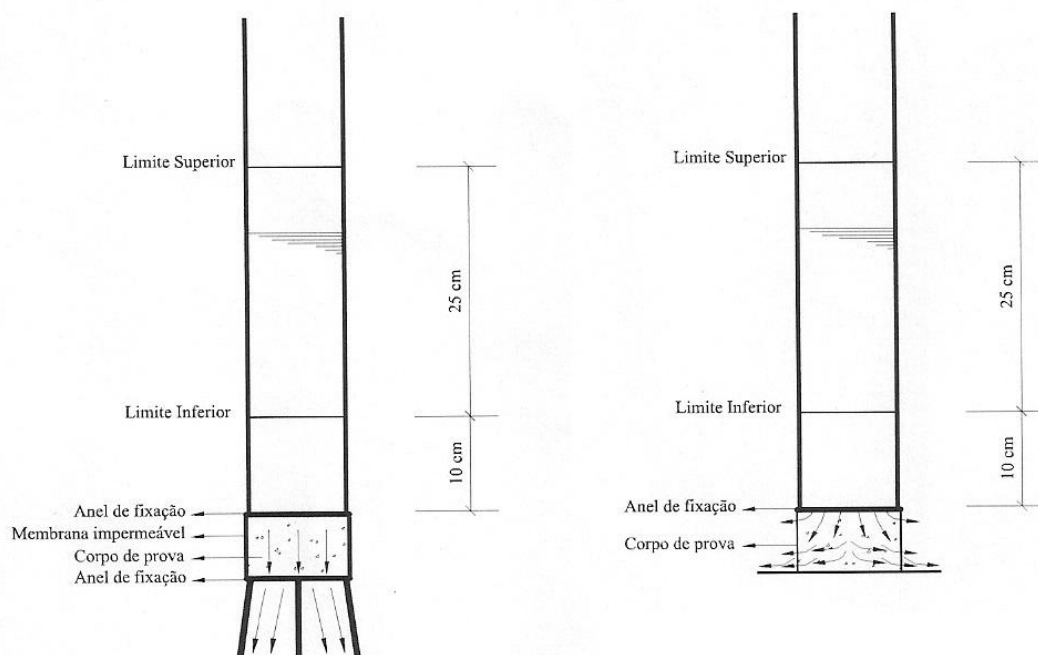 Limite Superior
25 cm
Limite Inferior
10 cm
Anel de fixação
Membrana impermeável
Corpo de prova
Anel de fixação
Limite Superior
25 cm
Limite Inferior
10 cm
Anel de fixação
Corpo de prova